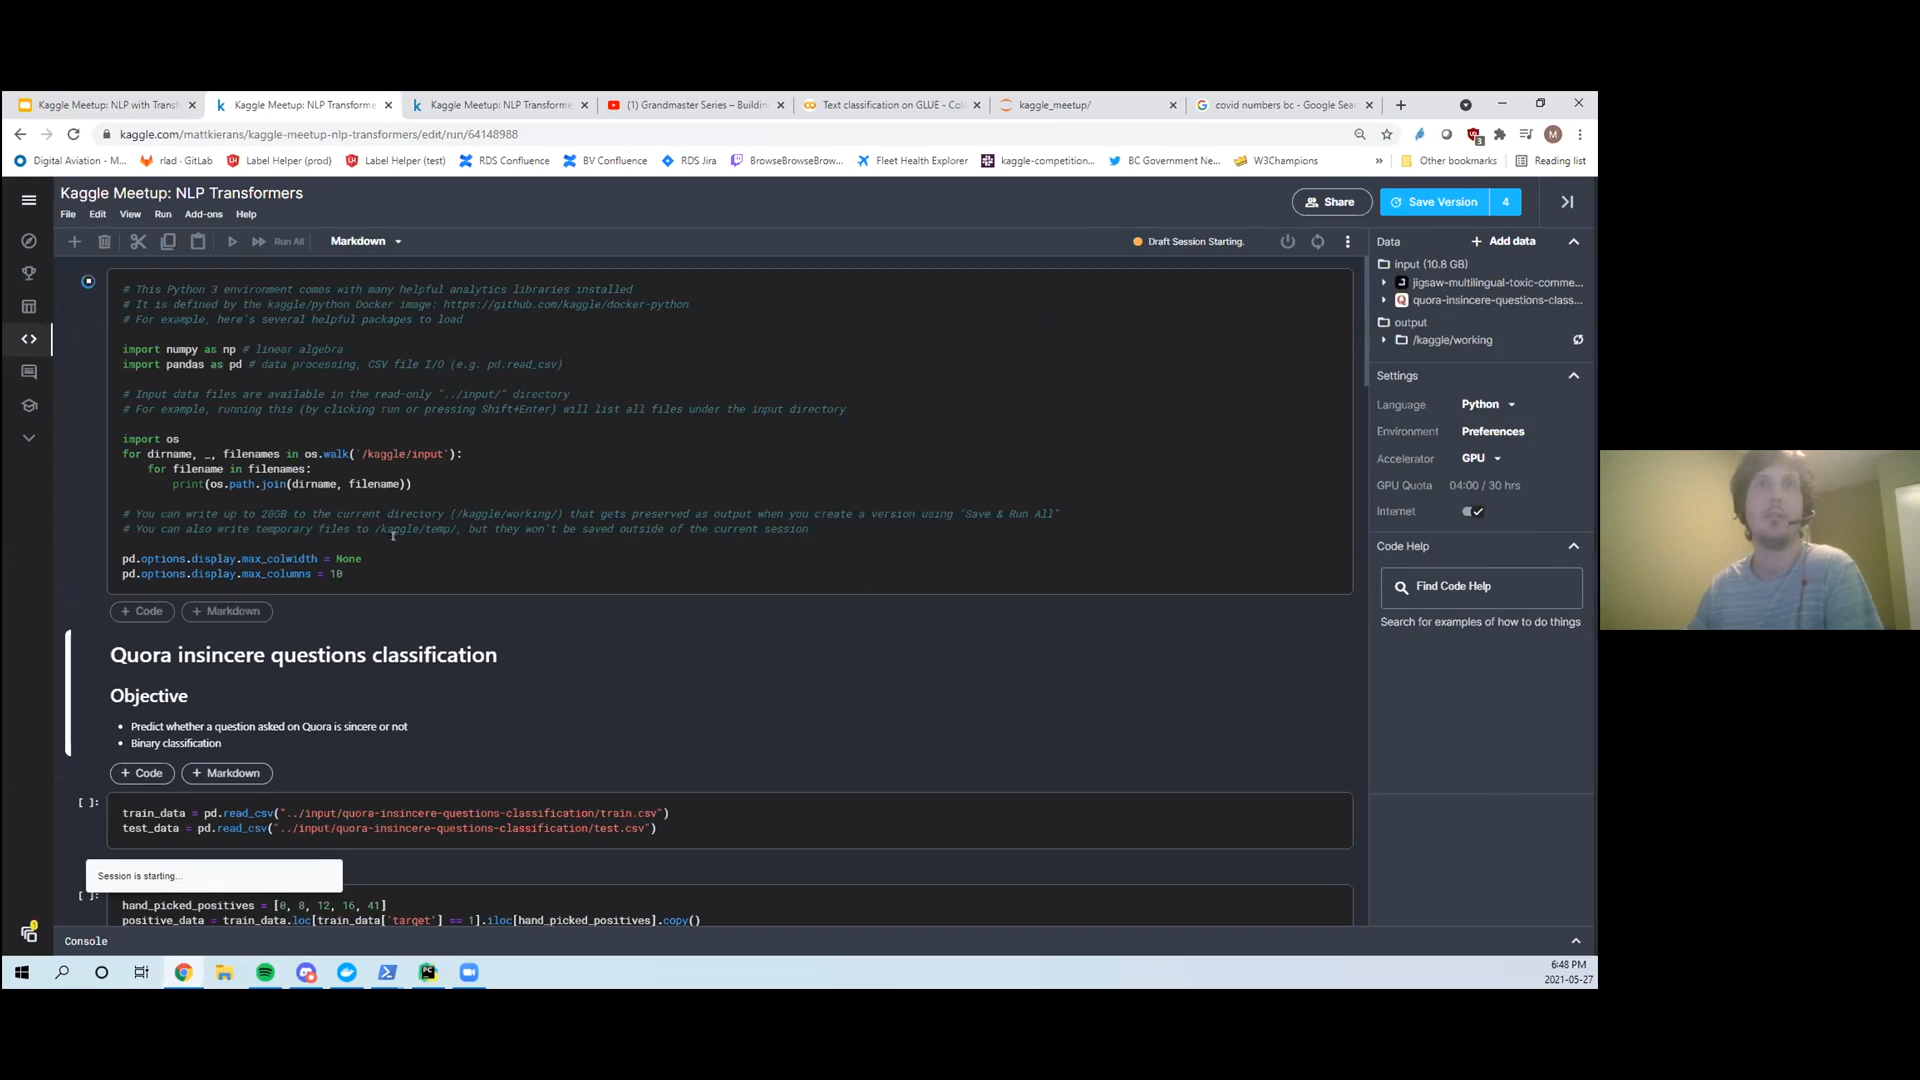 Kaggle Meetup: NLP with Transf
Kaggle Meetup: NLP Transforme
Kaggle Meetup: NLP Transforme
(1) Grandmaster Series – Buildin
Text classification on GLUE - Col
kaggle_meetup/
covid numbers bc - Google Sear
kaggle.com/mattkierans/kaggle-meetup-nlp-transformers/edit/run/64148988
Digital Aviation - M...
rlad · GitLab
Label Helper (prod)
Label Helper (test)
RDS Confluence
BV Confluence
RDS Jira
BrowseBrowseBrow...
Fleet Health Explorer
kaggle-competition...
BC Government Ne...
W3Champions
»
Other bookmarks
Reading list
Kaggle Meetup: NLP Transformers
File Edit View Run Add-ons Help
Share
Save Version 4
Run All
Markdown
Draft Session Starting.
# This Python 3 environment comes with many helpful analytics libraries installed
# It is defined by the kaggle/python Docker image: https://github.com/kaggle/docker-python
# For example, here's several helpful packages to load
import numpy as np # linear algebra
import pandas as pd # data processing, CSV file I/O (e.g. pd.read_csv)
# Input data files are available in the read-only "../input/" directory
# For example, running this (by clicking run or pressing Shift+Enter) will list all files under the input directory
import os
for dirname, _, filenames in os.walk('/kaggle/input'):
for filename in filenames:
print(os.path.join(dirname, filename))
# You can write up to 20GB to the current directory (/kaggle/working/) that gets preserved as output when you create a version using "Save & Run All"
# You can also write temporary files to /kaggle/temp/, but they won't be saved outside of the current session
pd.options.display.max_colwidth = None
pd.options.display.max_columns = 10
+ Code + Markdown
Quora insincere questions classification
Objective
• Predict whether a question asked on Quora is sincere or not
• Binary classification
+ Code + Markdown
[ ]:
train_data = pd.read_csv("../input/quora-insincere-questions-classification/train.csv")
test_data = pd.read_csv("../input/quora-insincere-questions-classification/test.csv")
Session is starting...
[ ]:
hand_picked_positives = [0, 8, 12, 16, 41]
positive_data = train_data.loc[train_data['target'] == 1].iloc[hand_picked_positives].copy()
Console
Data
+ Add data
input (10.8 GB)
jigsaw-multilingual-toxic-comme...
quora-insincere-questions-class...
output
/kaggle/working
Settings
Language Python
Environment Preferences
Accelerator GPU
GPU Quota 04:00 / 30 hrs
Internet
Code Help
Find Code Help
Search for examples of how to do things
6:48 PM
2021-05-27